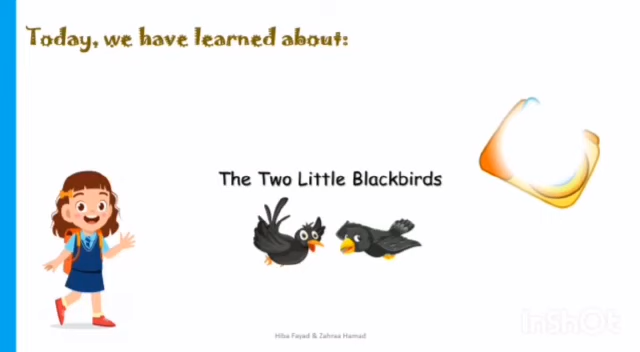 Today, we have learned about:
The Two Little Blackbirds
Hiba Fayad & Zahraa Hamad
InShOt